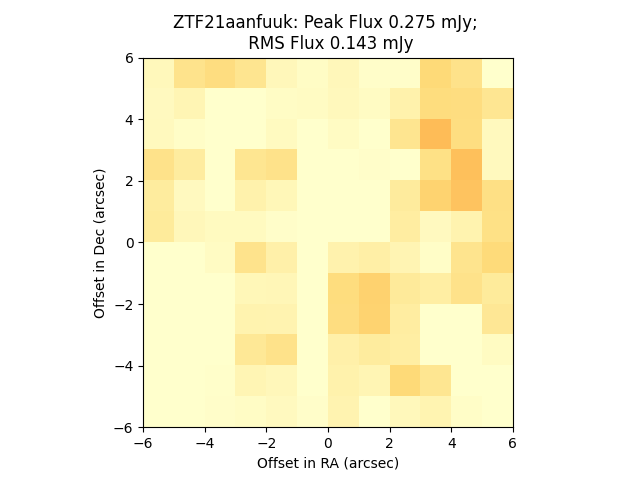 ZTF21aanfuuk: Peak Flux 0.275 mJy;
RMS Flux 0.143 mJy
6
4
2
0
−2
−4
−6
Offset in Dec (arcsec)
−6 −4 −2 0 2 4 6
Offset in RA (arcsec)